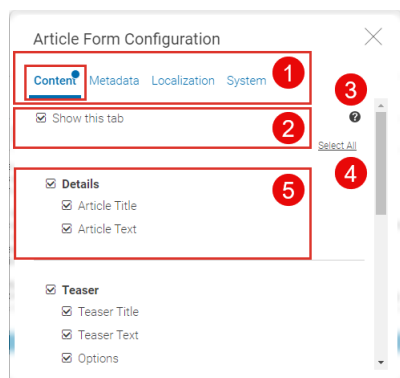 Article Form Configuration
Content Metadata Localization System
1
3
Show this tab
2
?
Select All
4
Details
5
Article Title
Article Text
Teaser
Teaser Title
Teaser Text
Options